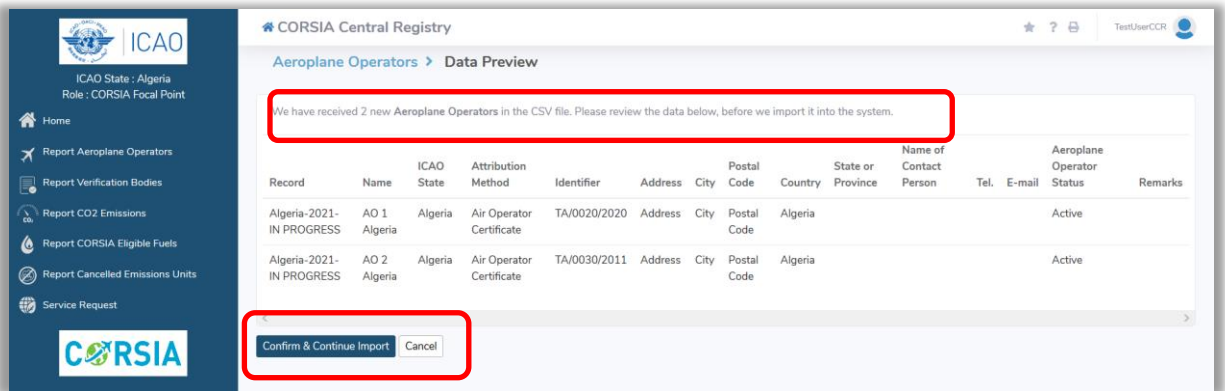 ICAO
ICAO State : Algeria
Role : CORSIA Focal Point
Home
Report Aeroplane Operators
Report Verification Bodies
Report CO2 Emissions
Report CORSIA Eligible Fuels
Report Cancelled Emissions Units
Service Request
CORSIA
CORSIA Central Registry
? TestUserCCR
Aeroplane Operators > Data Preview
We have received 2 new Aeroplane Operators in the CSV file. Please review the data below, before we import it into the system.
Record Name ICAO State Attribution Method Identifier Address City Postal Code Country State or Province Name of Contact Person Tel. E-mail Aeroplane Operator Status Remarks
Algeria-2021-IN PROGRESS AO 1 Algeria Algeria Air Operator Certificate TA/0020/2020 Address City Postal Code Algeria Active
Algeria-2021-IN PROGRESS AO 2 Algeria Algeria Air Operator Certificate TA/0030/2011 Address City Postal Code Algeria Active
Confirm & Continue Import Cancel